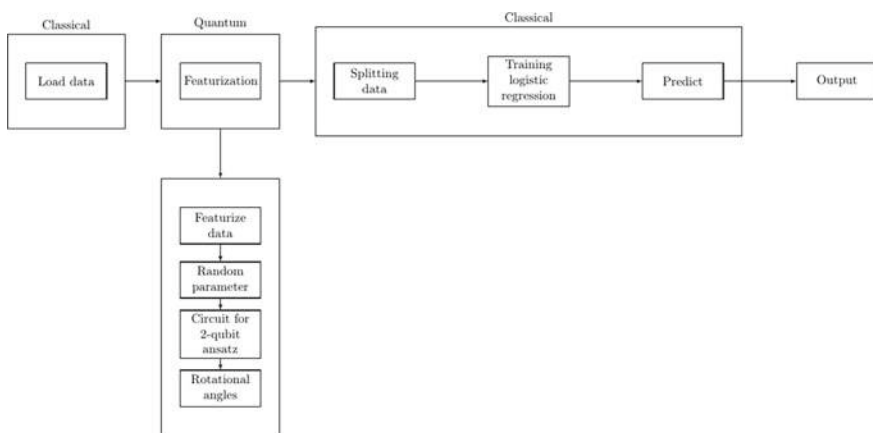 Classical
Quantum
Classical
Load data
Featurization
Splitting
data
Training
logistic
regression
Predict
Output
Featurize
data
Random
parameter
Circuit for
2-qubit
ansatz
Rotational
angles